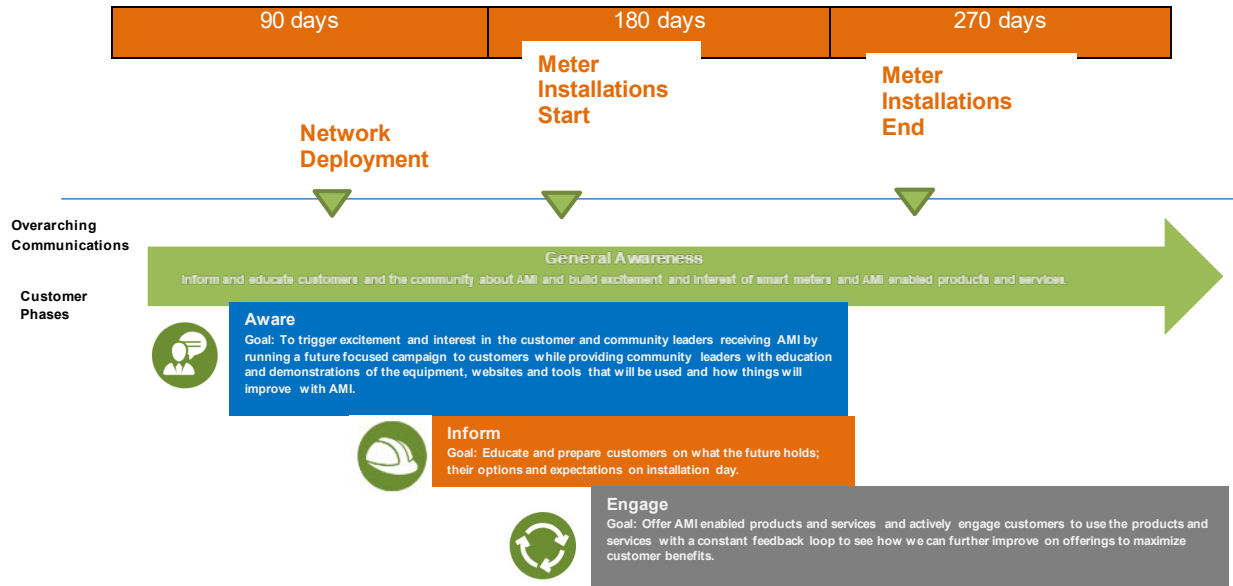 90 days
180 days
270 days
Meter
Installations
Start
Meter
Installations
End
Network
Deployment
Overarching
Communications
General Awareness
Inform and educate customers and the community about AMI and build excitement and interest of smart meters and AMI enabled products and services.
Customer
Phases
Aware
Goal: To trigger excitement and interest in the customer and community leaders receiving AMI by
running a future focused campaign to customers while providing community leaders with education
and demonstrations of the equipment, websites and tools that will be used and how things will
improve with AMI.
Inform
Goal: Educate and prepare customers on what the future holds;
their options and expectations on installation day.
Engage
Goal: Offer AMI enabled products and services and actively engage customers to use the products and
services with a constant feedback loop to see how we can further improve on offerings to maximize
customer benefits.